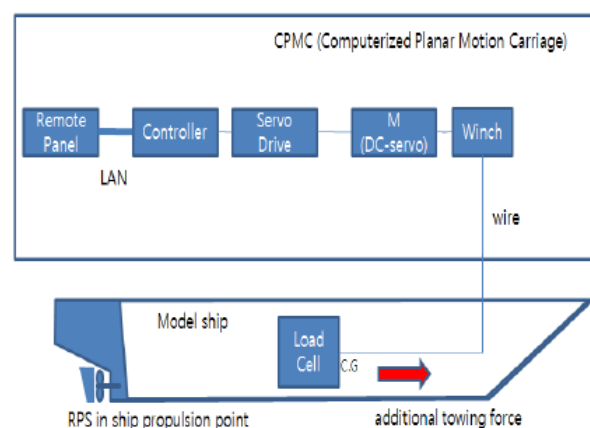 CPMC (Computerized Planar Motion Carriage)
Remote
Panel
Controller
Servo
Drive
M
(DC-servo)
Winch
LAN
wire
Model ship
Load
Cell
C.G
RPS in ship propulsion point
additional towing force